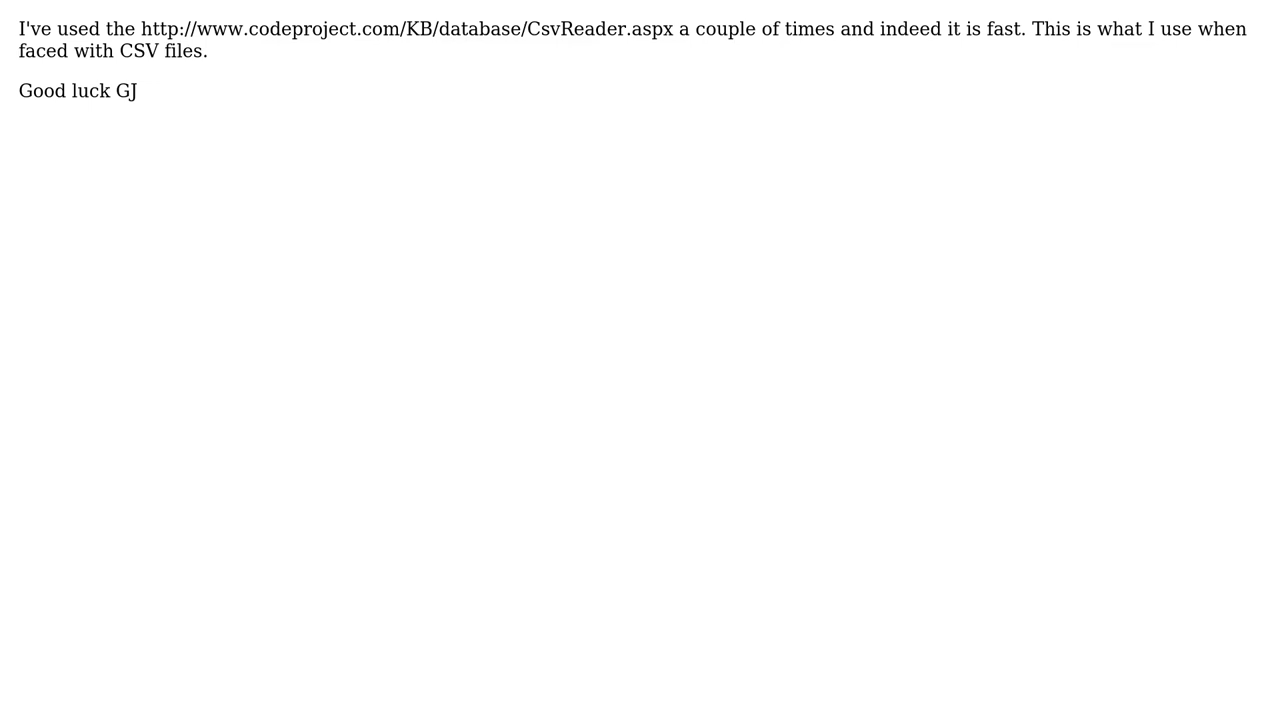 I've used the http://www.codeproject.com/KB/database/CsvReader.aspx a couple of times and indeed it is fast. This is what I use when
faced with CSV files.
Good luck GJ